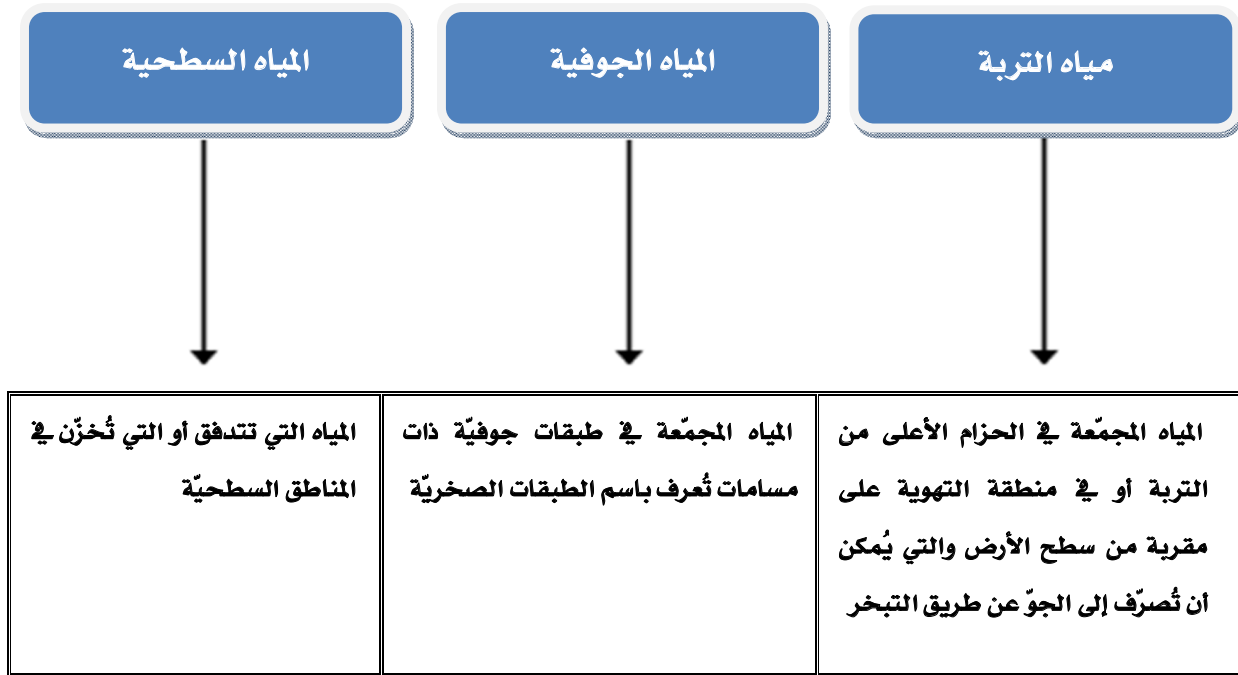 مياه التربة
المياه الجوفية
المياه السطحية
المياه المجمّعة في الحزام الأعلى من
التربة أو في منطقة التهوية على
مقربة من سطح الأرض والتي يُمكن
أن تُصرّف إلى الجوّ عن طريق التبخر
المياه المجمّعة في طبقات جوفيّة ذات
مسامات تُعرف باسم الطبقات الصخريّة
المياه التي تتدفق أو التي تُخزّن في
المناطق السطحيّة